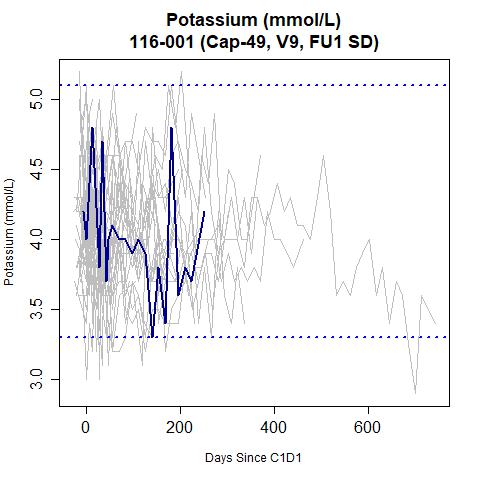 Potassium (mmol/L)
116-001 (Cap-49, V9, FU1 SD)
Potassium (mmol/L)
5.0
4.5
4.0
3.5
3.0
0
200
400
600
Days Since C1D1